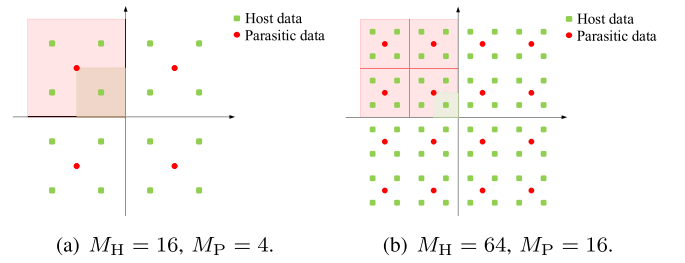 Host data
Parasitic data
Host data
Parasitic data
(a) M_H = 16, M_P = 4.
(b) M_H = 64, M_P = 16.